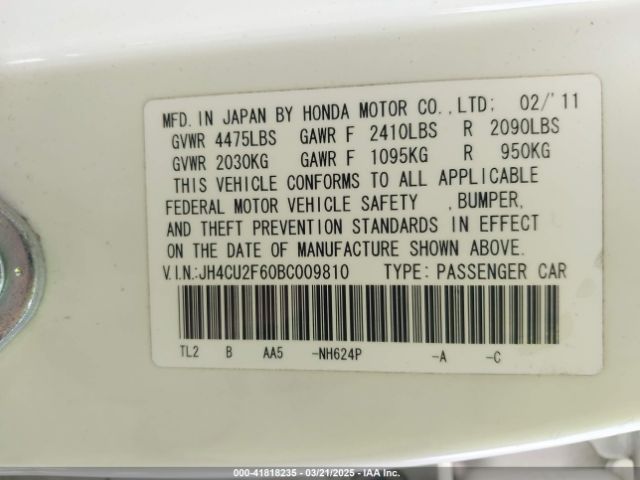 MFD. IN JAPAN BY HONDA MOTOR CO.,LTD; 02/'11
GVWR 4475LBS GAWR F 2410LBS R 2090LBS
GVWR 2030KG GAWR F 1095KG R 950KG
THIS VEHICLE CONFORMS TO ALL APPLICABLE
FEDERAL MOTOR VEHICLE SAFETY ,BUMPER,
AND THEFT PREVENTION STANDARDS IN EFFECT
ON THE DATE OF MANUFACTURE SHOWN ABOVE.
V.I.N.:JH4CU2F60BC009810 TYPE: PASSENGER CAR
TL2 B AA5 -NH624P -A -C
000-41818235 - 03/21/2025 - IAA Inc.